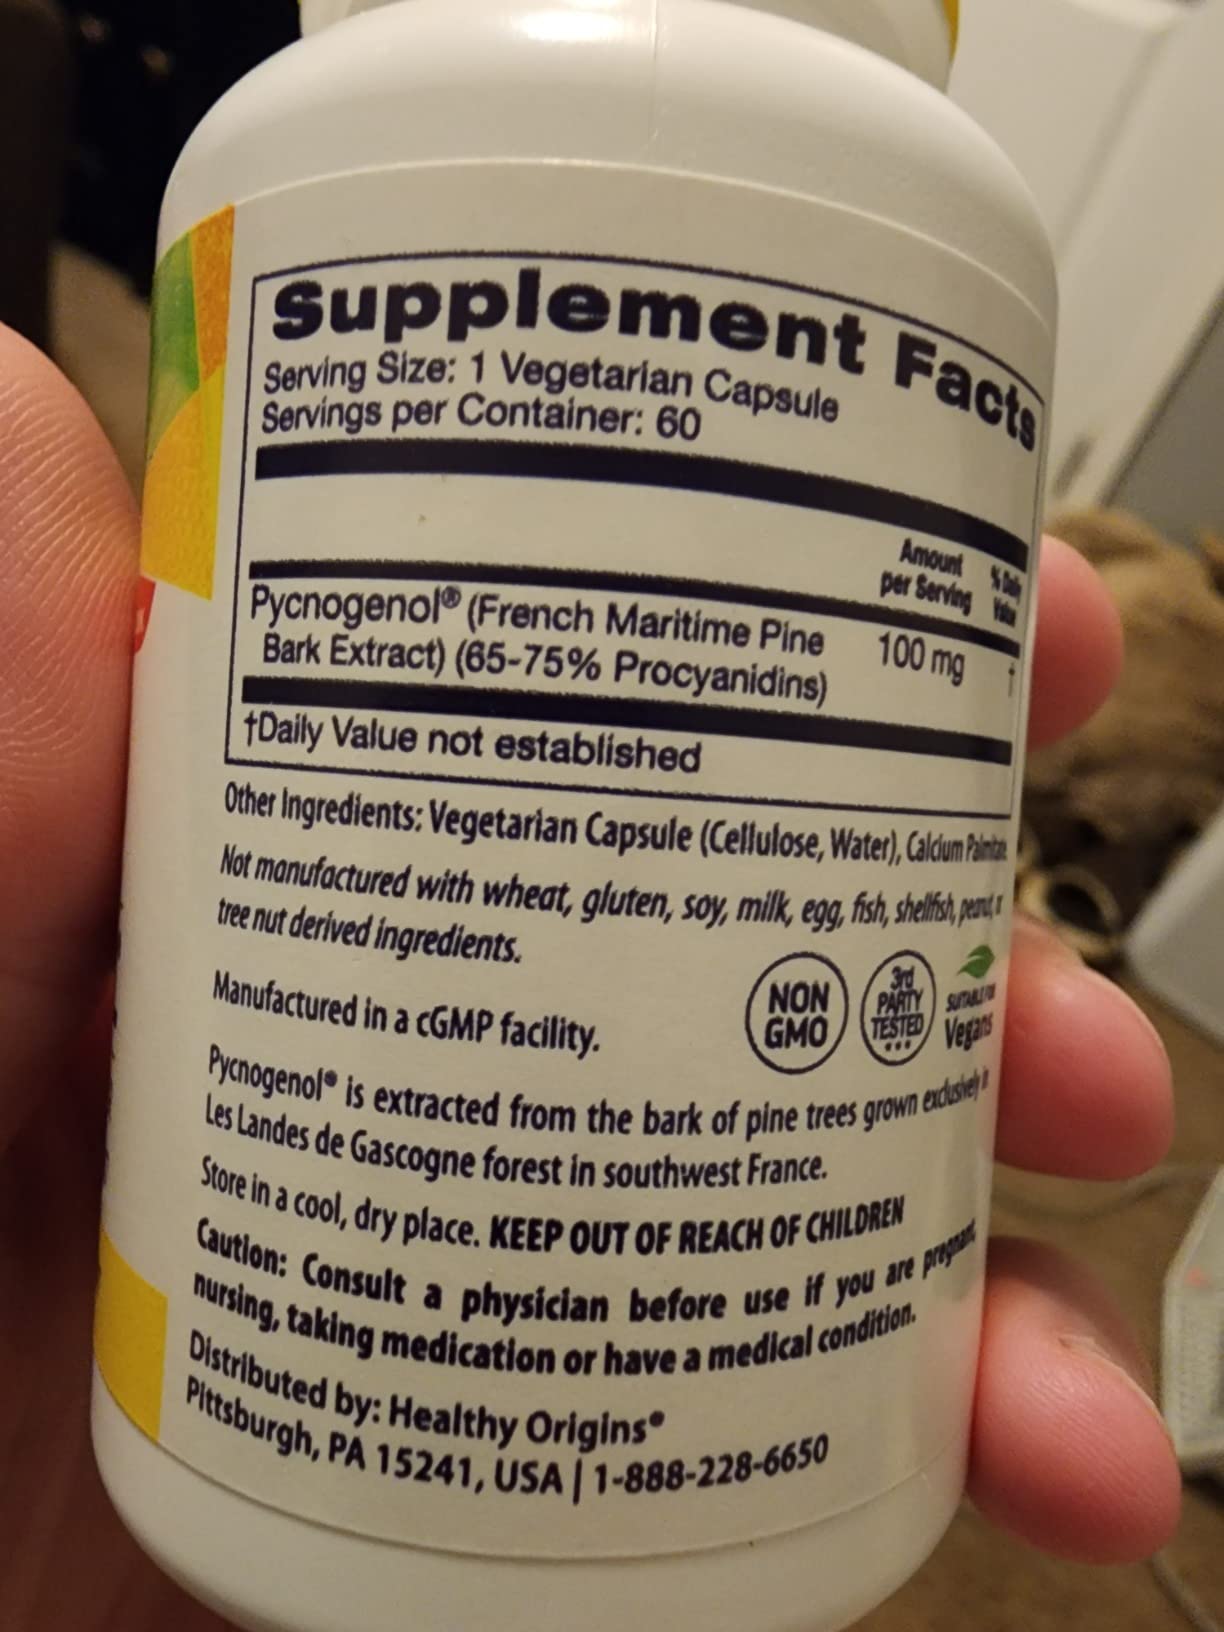 Supplement Facts
Serving Size: 1 Vegetarian Capsule
Servings per Container: 60
Amount per Serving
% Daily Value
Pycnogenol® (French Maritime Pine 100 mg †
Bark Extract) (65-75% Procyanidins)
†Daily Value not established
Other Ingredients: Vegetarian Capsule (Cellulose, Water), Calcium Palmitate
Not manufactured with wheat, gluten, soy, milk, egg, fish, shellfish, peanut, or
tree nut derived ingredients.
Manufactured in a cGMP facility.
NON
GMO
3rd
PARTY
TESTED
SUITABLE FOR
Vegans
Pycnogenol® is extracted from the bark of pine trees grown exclusively in
Les Landes de Gascogne forest in southwest France.
Store in a cool, dry place. KEEP OUT OF REACH OF CHILDREN
Caution: Consult a physician before use if you are pregnant,
nursing, taking medication or have a medical condition.
Distributed by: Healthy Origins®
Pittsburgh, PA 15241, USA | 1-888-228-6650